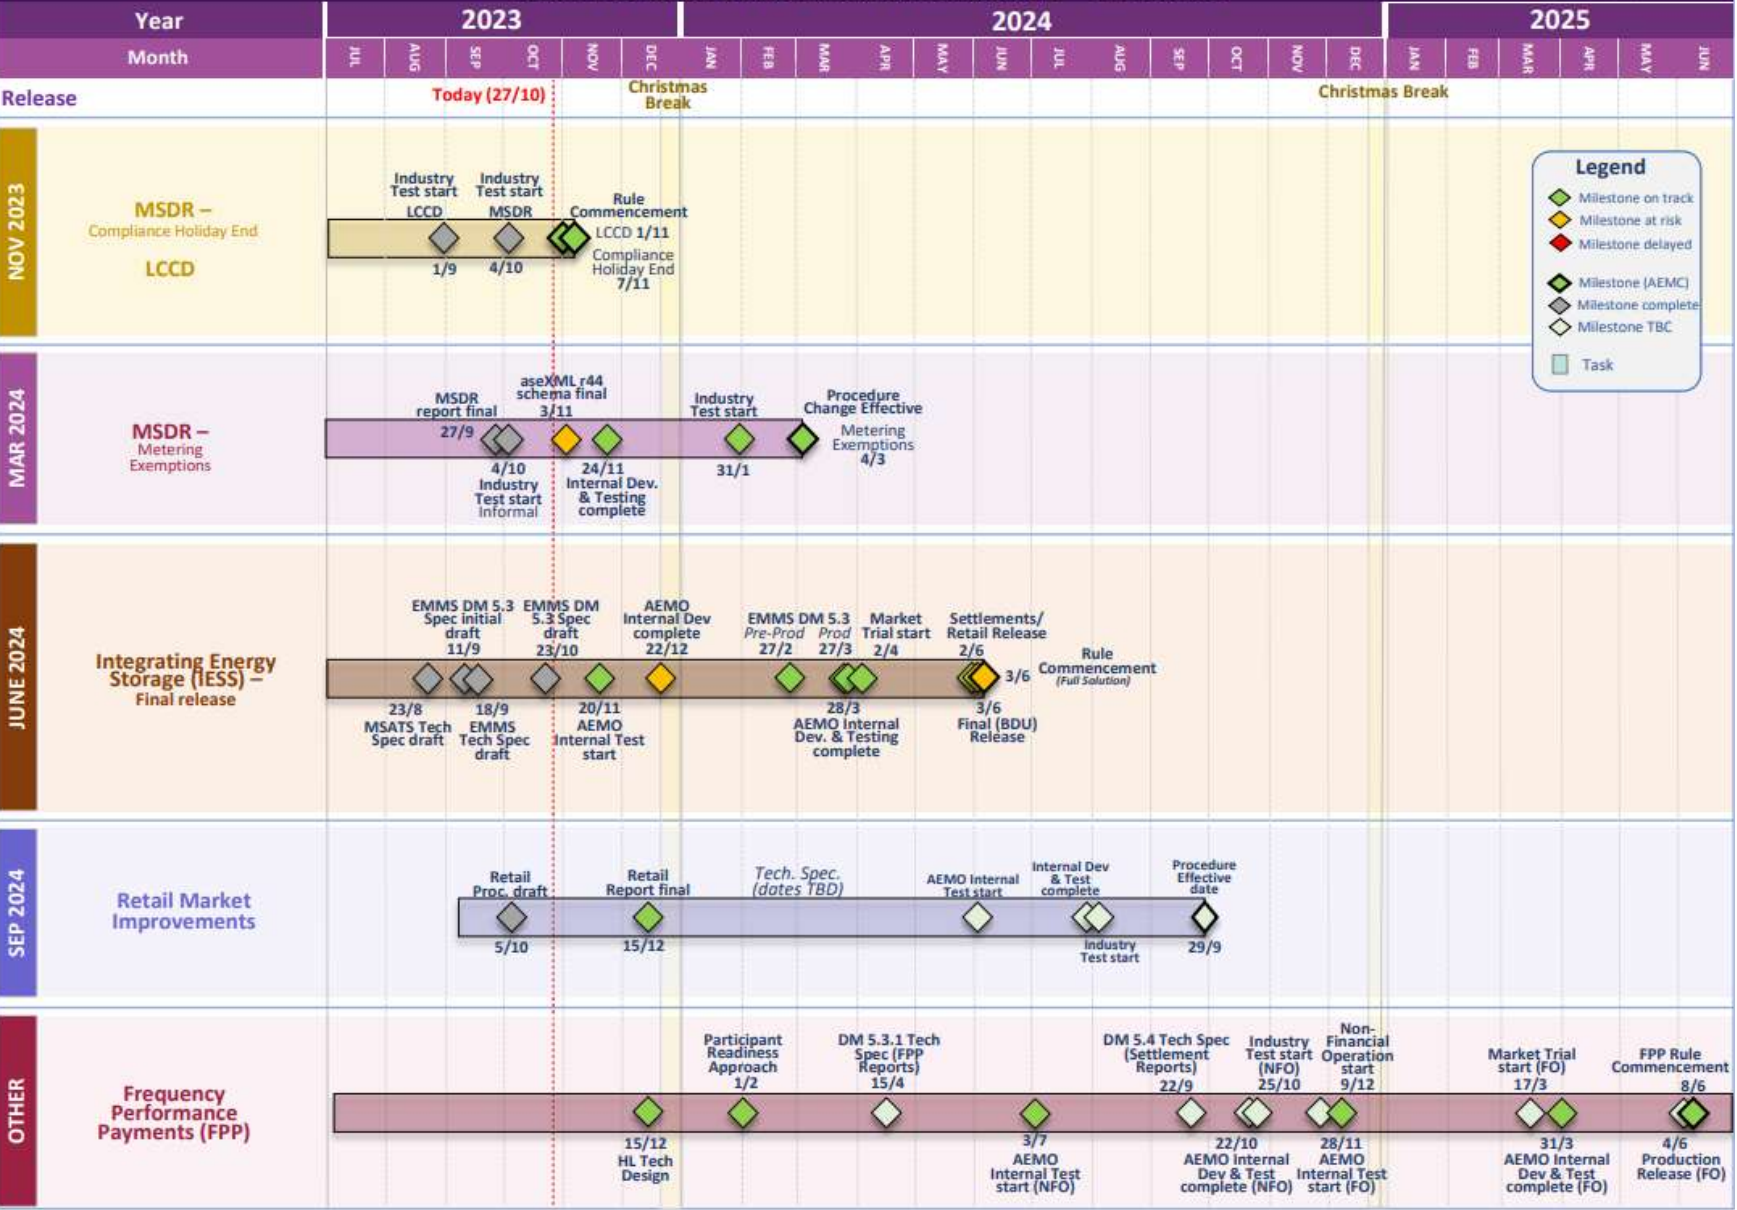 Year
2023
2024
2025
Month
JUL
AUG
SEP
OCT
NOV
DEC
JAN
FEB
MAR
APR
MAY
JUN
JUL
AUG
SEP
OCT
NOV
DEC
JAN
FEB
MAR
APR
MAY
JUN
Release
Today (27/10)
Christmas
Break
Christmas Break
NOV 2023
MSDR –
Compliance Holiday End
LCCD
Industry
Test start
LCCD
1/9
Industry
Test start
MSDR
4/10
Rule
Commencement
LCCD 1/11
Compliance
Holiday End
7/11
Legend
Milestone on track
Milestone at risk
Milestone delayed
Milestone (AEMC)
Milestone complete
Milestone TBC
Task
MAR 2024
MSDR –
Metering
Exemptions
MSDR
report final
27/9
aseXML r44
schema final
3/11
Industry
Test start
Procedure
Change Effective
Metering
Exemptions
4/3
4/10
Industry
Test start
Informal
24/11
Internal Dev.
& Testing
complete
31/1
JUNE 2024
Integrating Energy
Storage (IESS) –
Final release
EMMS DM 5.3
Spec initial
draft
11/9
EMMS DM
5.3 Spec
draft
23/10
AEMO
Internal Dev
complete
22/12
EMMS DM 5.3
Pre-Prod Prod
27/2 27/3
Market
Trial start
2/4
Settlements/
Retail Release
2/6
3/6
Rule
Commencement
(Full Solution)
23/8
MSATS Tech
Spec draft
18/9
EMMS
Tech Spec
draft
20/11
AEMO
Internal Test
start
28/3
AEMO Internal
Dev. & Testing
complete
3/6
Final (BDU)
Release
SEP 2024
Retail Market
Improvements
Retail
Proc. draft
5/10
Retail
Report final
15/12
Tech. Spec.
(dates TBD)
AEMO Internal
Test start
Internal Dev
& Test
complete
Industry
Test start
Procedure
Effective
date
29/9
OTHER
Frequency
Performance
Payments (FPP)
Participant
Readiness
Approach
1/2
DM 5.3.1 Tech
Spec (FPP
Reports)
15/4
DM 5.4 Tech Spec
(Settlement
Reports)
22/9
Industry
Test start
(NFO)
25/10
Non-
Financial
Operation
start
9/12
Market Trial
start (FO)
17/3
FPP Rule
Commencement
8/6
15/12
HL Tech
Design
3/7
AEMO
Internal Test
start (NFO)
22/10
AEMO Internal
Dev & Test
complete (NFO)
28/11
AEMO
Internal Test
start (FO)
31/3
AEMO Internal
Dev & Test
complete (FO)
4/6
Production
Release (FO)